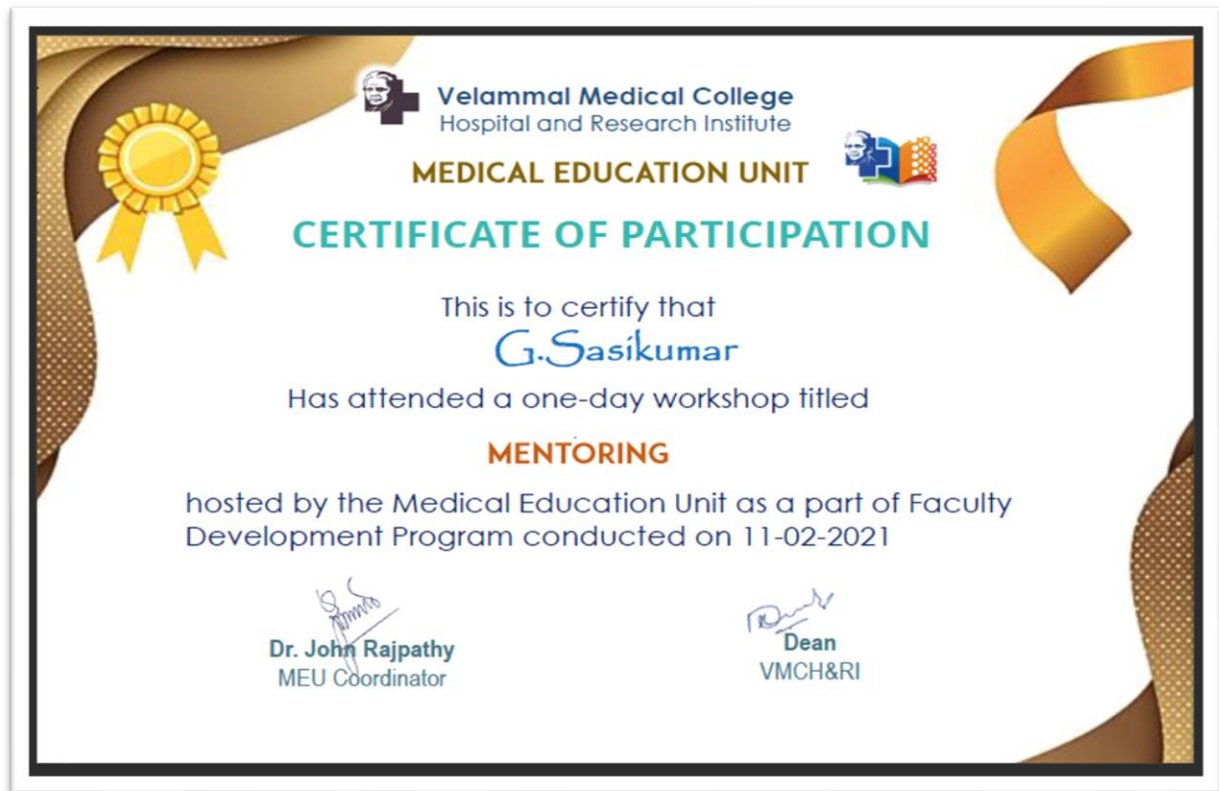 Velammal Medical College
Hospital and Research Institute
MEDICAL EDUCATION UNIT
CERTIFICATE OF PARTICIPATION
This is to certify that
G.Sasikumar
Has attended a one-day workshop titled
MENTORING
hosted by the Medical Education Unit as a part of Faculty
Development Program conducted on 11-02-2021
Dr. John Rajpathy
MEU Coordinator
Dean
VMCH&RI